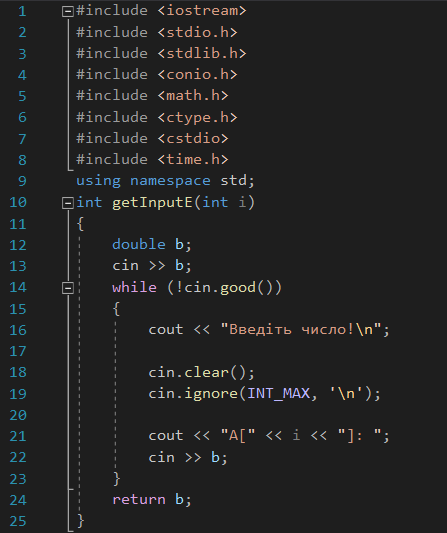 1 #include <iostream>
2 #include <stdio.h>
3 #include <stdlib.h>
4 #include <conio.h>
5 #include <math.h>
6 #include <ctype.h>
7 #include <cstdio>
8 #include <time.h>
9 using namespace std;
10 int getInputE(int i)
11 {
12 double b;
13 cin >> b;
14 while (!cin.good())
15 {
16 cout << "Введіть число!\n";
17
18 cin.clear();
19 cin.ignore(INT_MAX, '\n');
20
21 cout << "A[" << i << "]: ";
22 cin >> b;
23 }
24 return b;
25 }